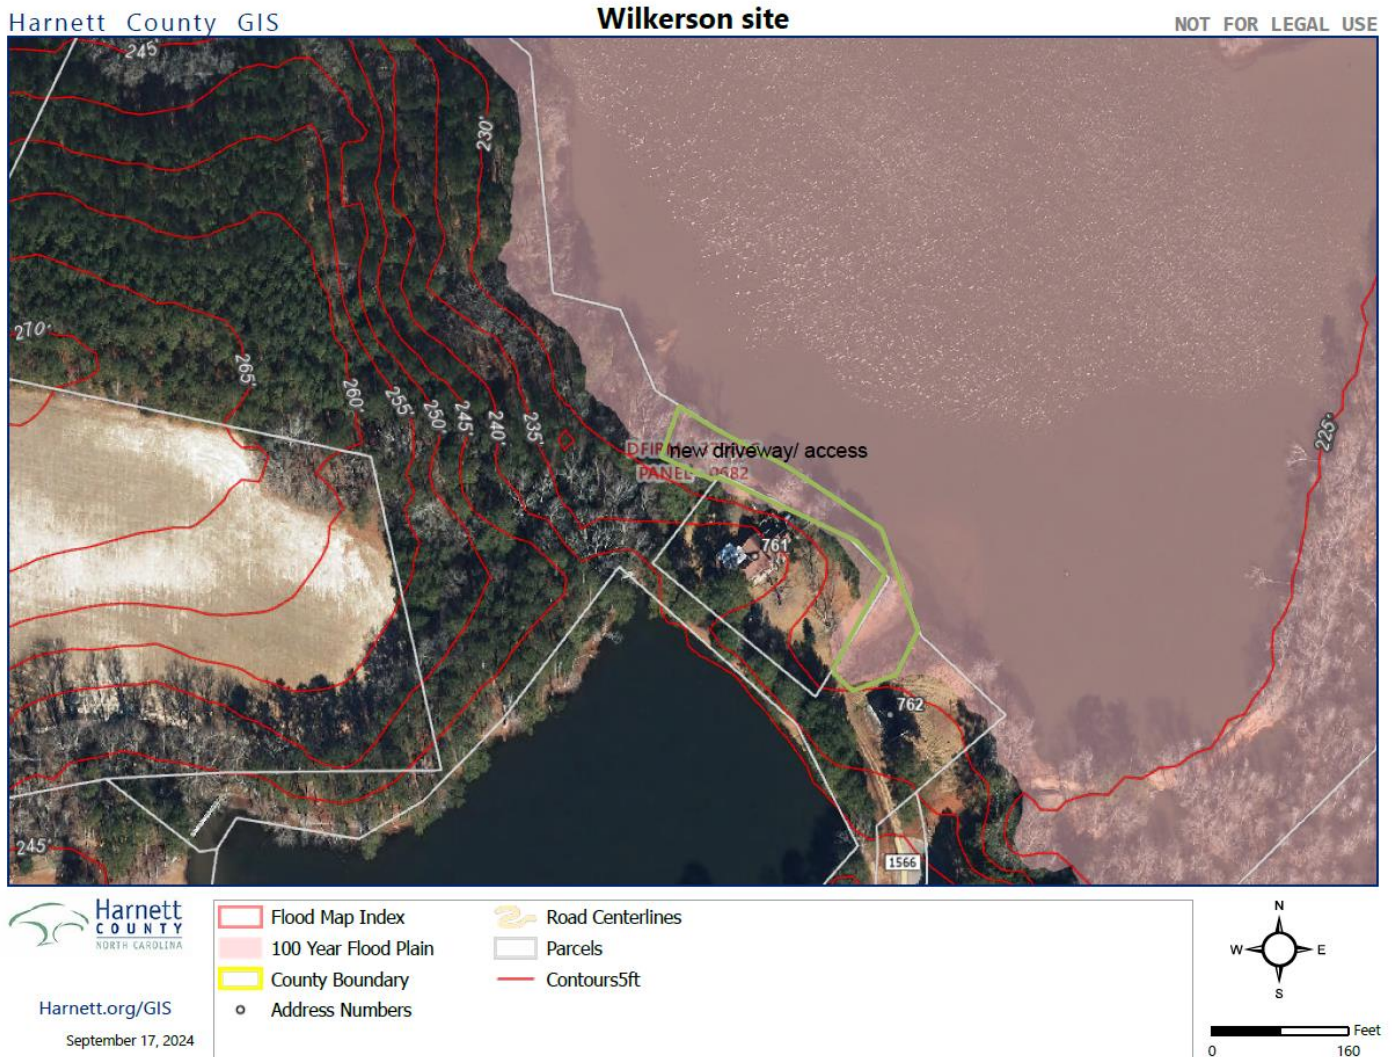 Harnett County GIS
Wilkerson site
NOT FOR LEGAL USE
245'
230'
270'
265'
260'
255'
250'
245'
240'
235'
225'
new driveway/ access
PANEL
761
762
245'
1566
Harnett
COUNTY
NORTH CAROLINA
Harnett.org/GIS
September 17, 2024
Flood Map Index
100 Year Flood Plain
County Boundary
Address Numbers
Road Centerlines
Parcels
Contours5ft
N
W
E
S
Feet
0
160